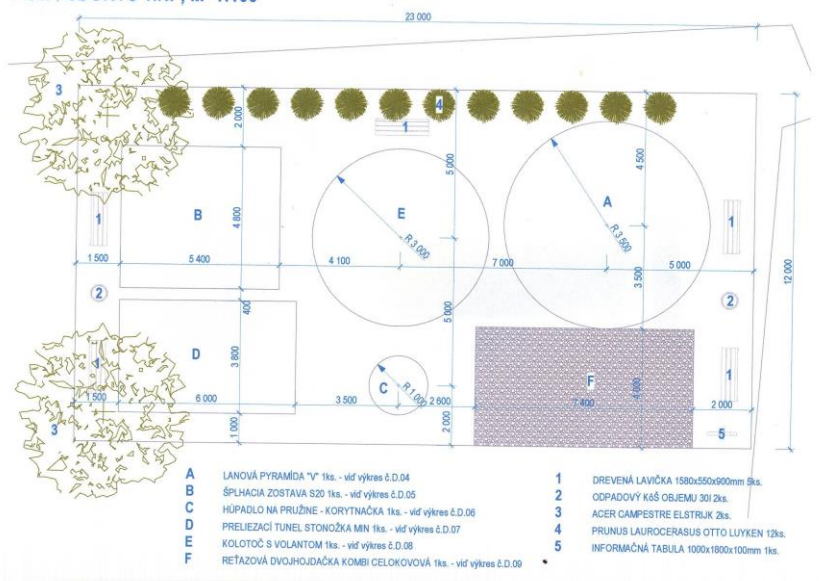 23 000
3
4
2 000
1
5 000
4 500
B
E
A
1
4 800
R 3 000
R 3 500
1
1 500
5 400
4 100
7 000
5 000
12 000
2
400
5 000
3 500
2
D
3 800
1
C
R 1 000
F
4 000
1
1 500
6 000
3 500
2 600
7 400
2 000
3
1 000
2 000
5
A LANOVÁ PYRAMÍDA "V" 1ks. - viď výkres č.D.04
B ŠPLHACIA ZOSTAVA S20 1ks. - viď výkres č.D.05
C HÚPADLO NA PRUŽINE - KORYTNAČKA 1ks. - viď výkres č.D.06
D PRELIEZACÍ TUNEL STONOŽKA MINI 1ks. - viď výkres č.D.07
E KOLOTOČ S VOLANTOM 1ks. - viď výkres č.D.08
F REŤAZOVÁ DVOJHOJDAČKA KOMBI CELOKOVOVÁ 1ks. - viď výkres č.D.09
1 DREVENÁ LAVIČKA 1580x550x900mm 5ks.
2 ODPADOVÝ KôŠ OBJEMU 30l 2ks.
3 ACER CAMPESTRE ELSTRIJK 2ks.
4 PRUNUS LAUROCERASUS OTTO LUYKEN 12ks.
5 INFORMAČNÁ TABULA 1000x1800x100mm 1ks.